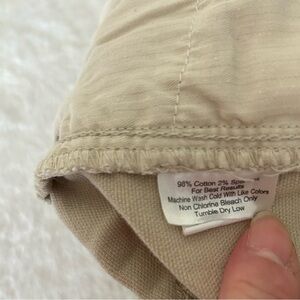 98% Cotton 2%
For Best Results
Machine Wash Cold With Like Colors
Non Chlorine Bleach Only
Tumble Dry Low